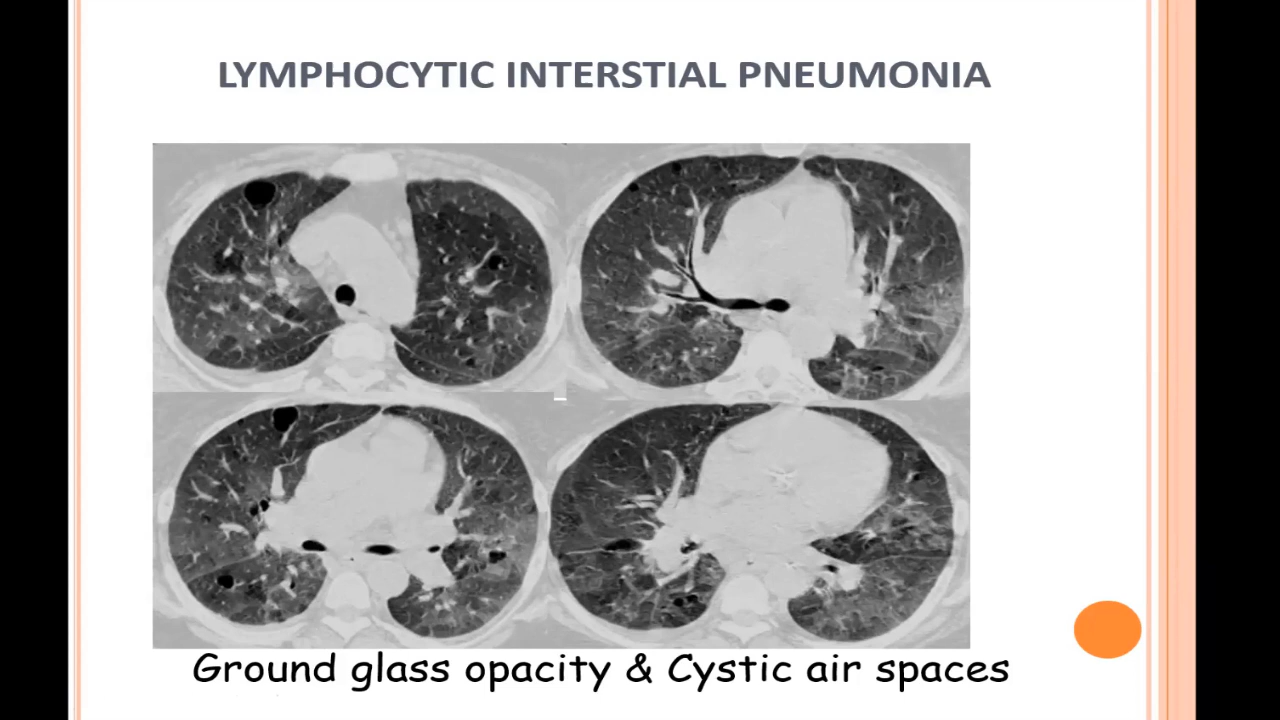 LYMPHOCYTIC INTERSTIAL PNEUMONIA
Ground glass opacity & Cystic air spaces